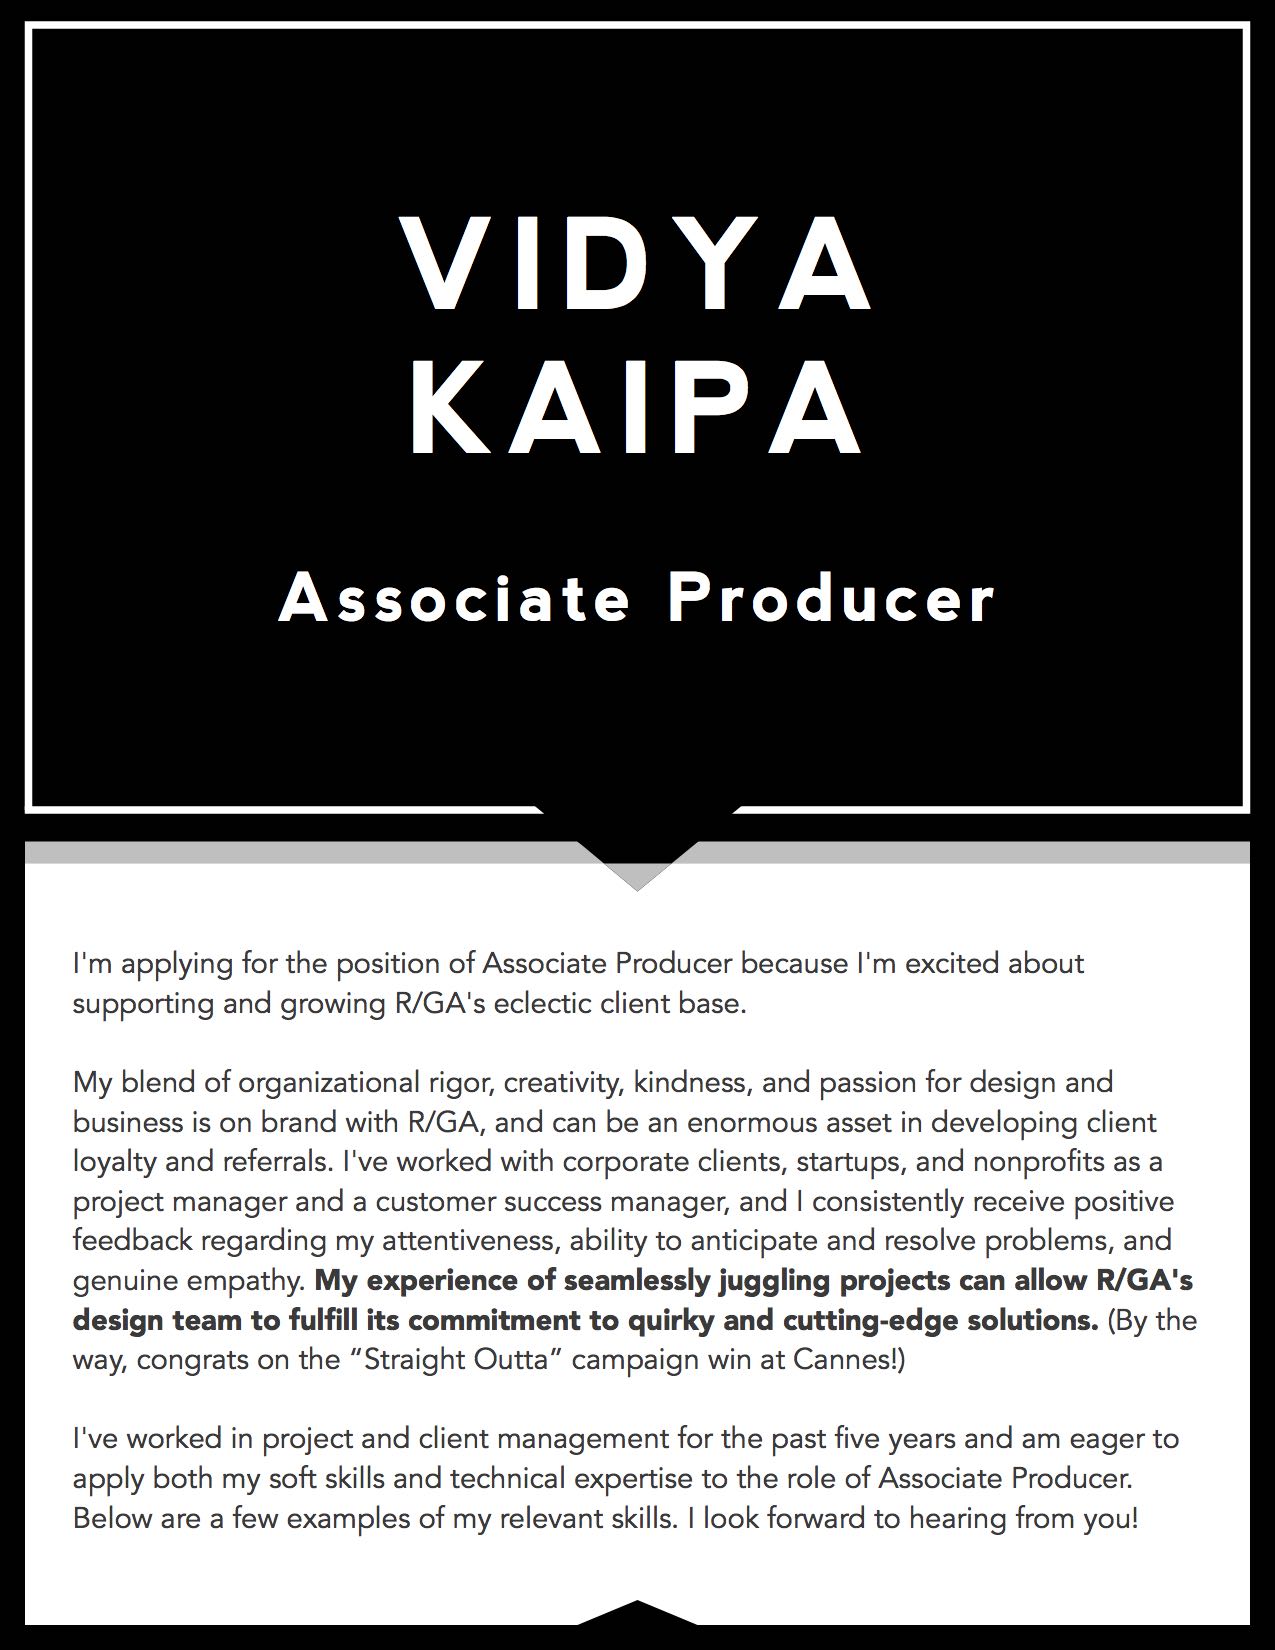 VIDYA
KAIPA
Associate Producer
I'm applying for the position of Associate Producer because I'm excited about
supporting and growing R/GA's eclectic client base.
My blend of organizational rigor, creativity, kindness, and passion for design and
business is on brand with R/GA, and can be an enormous asset in developing client
loyalty and referrals. I've worked with corporate clients, startups, and nonprofits as a
project manager and a customer success manager, and I consistently receive positive
feedback regarding my attentiveness, ability to anticipate and resolve problems, and
genuine empathy. My experience of seamlessly juggling projects can allow R/GA's
design team to fulfill its commitment to quirky and cutting-edge solutions. (By the
way, congrats on the “Straight Outta” campaign win at Cannes!)
I've worked in project and client management for the past five years and am eager to
apply both my soft skills and technical expertise to the role of Associate Producer.
Below are a few examples of my relevant skills. I look forward to hearing from you!